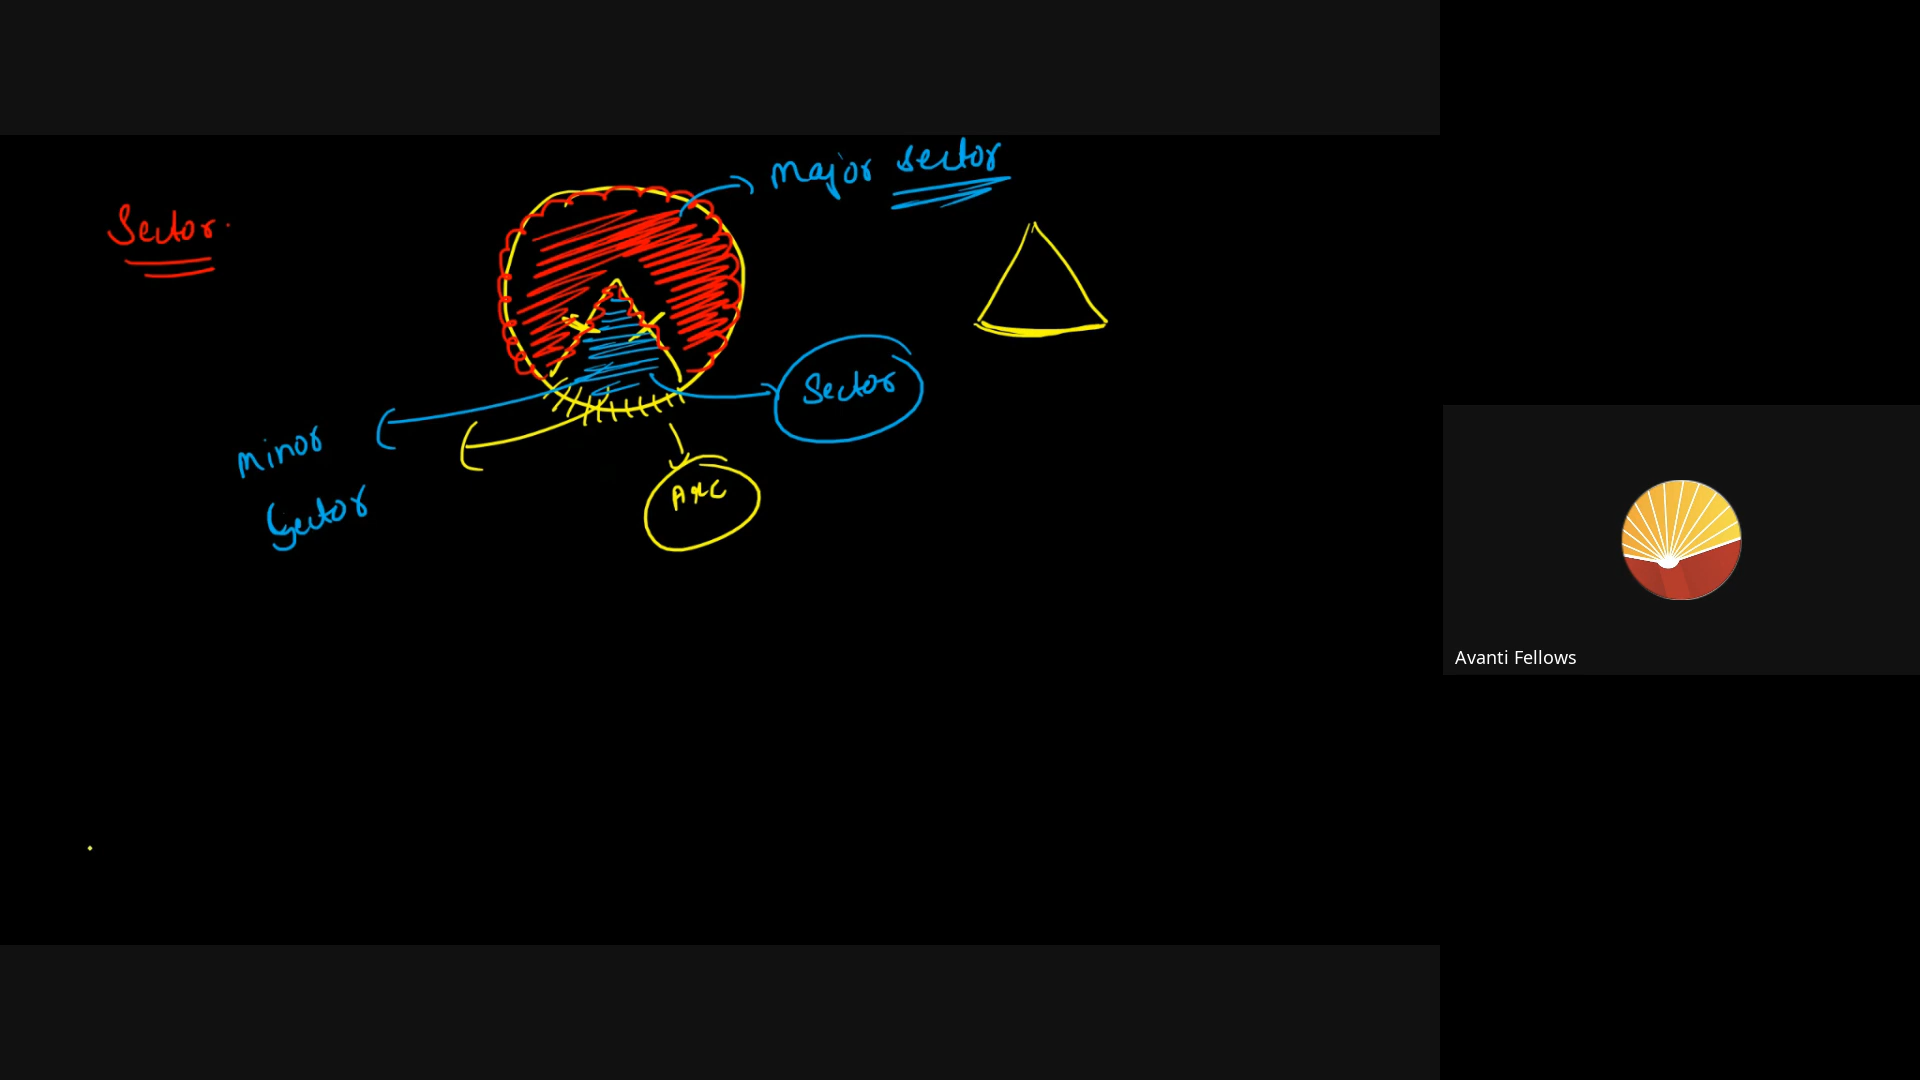 Major sector
Sector.
Sector
minor
Sector
Arc
Avanti Fellows